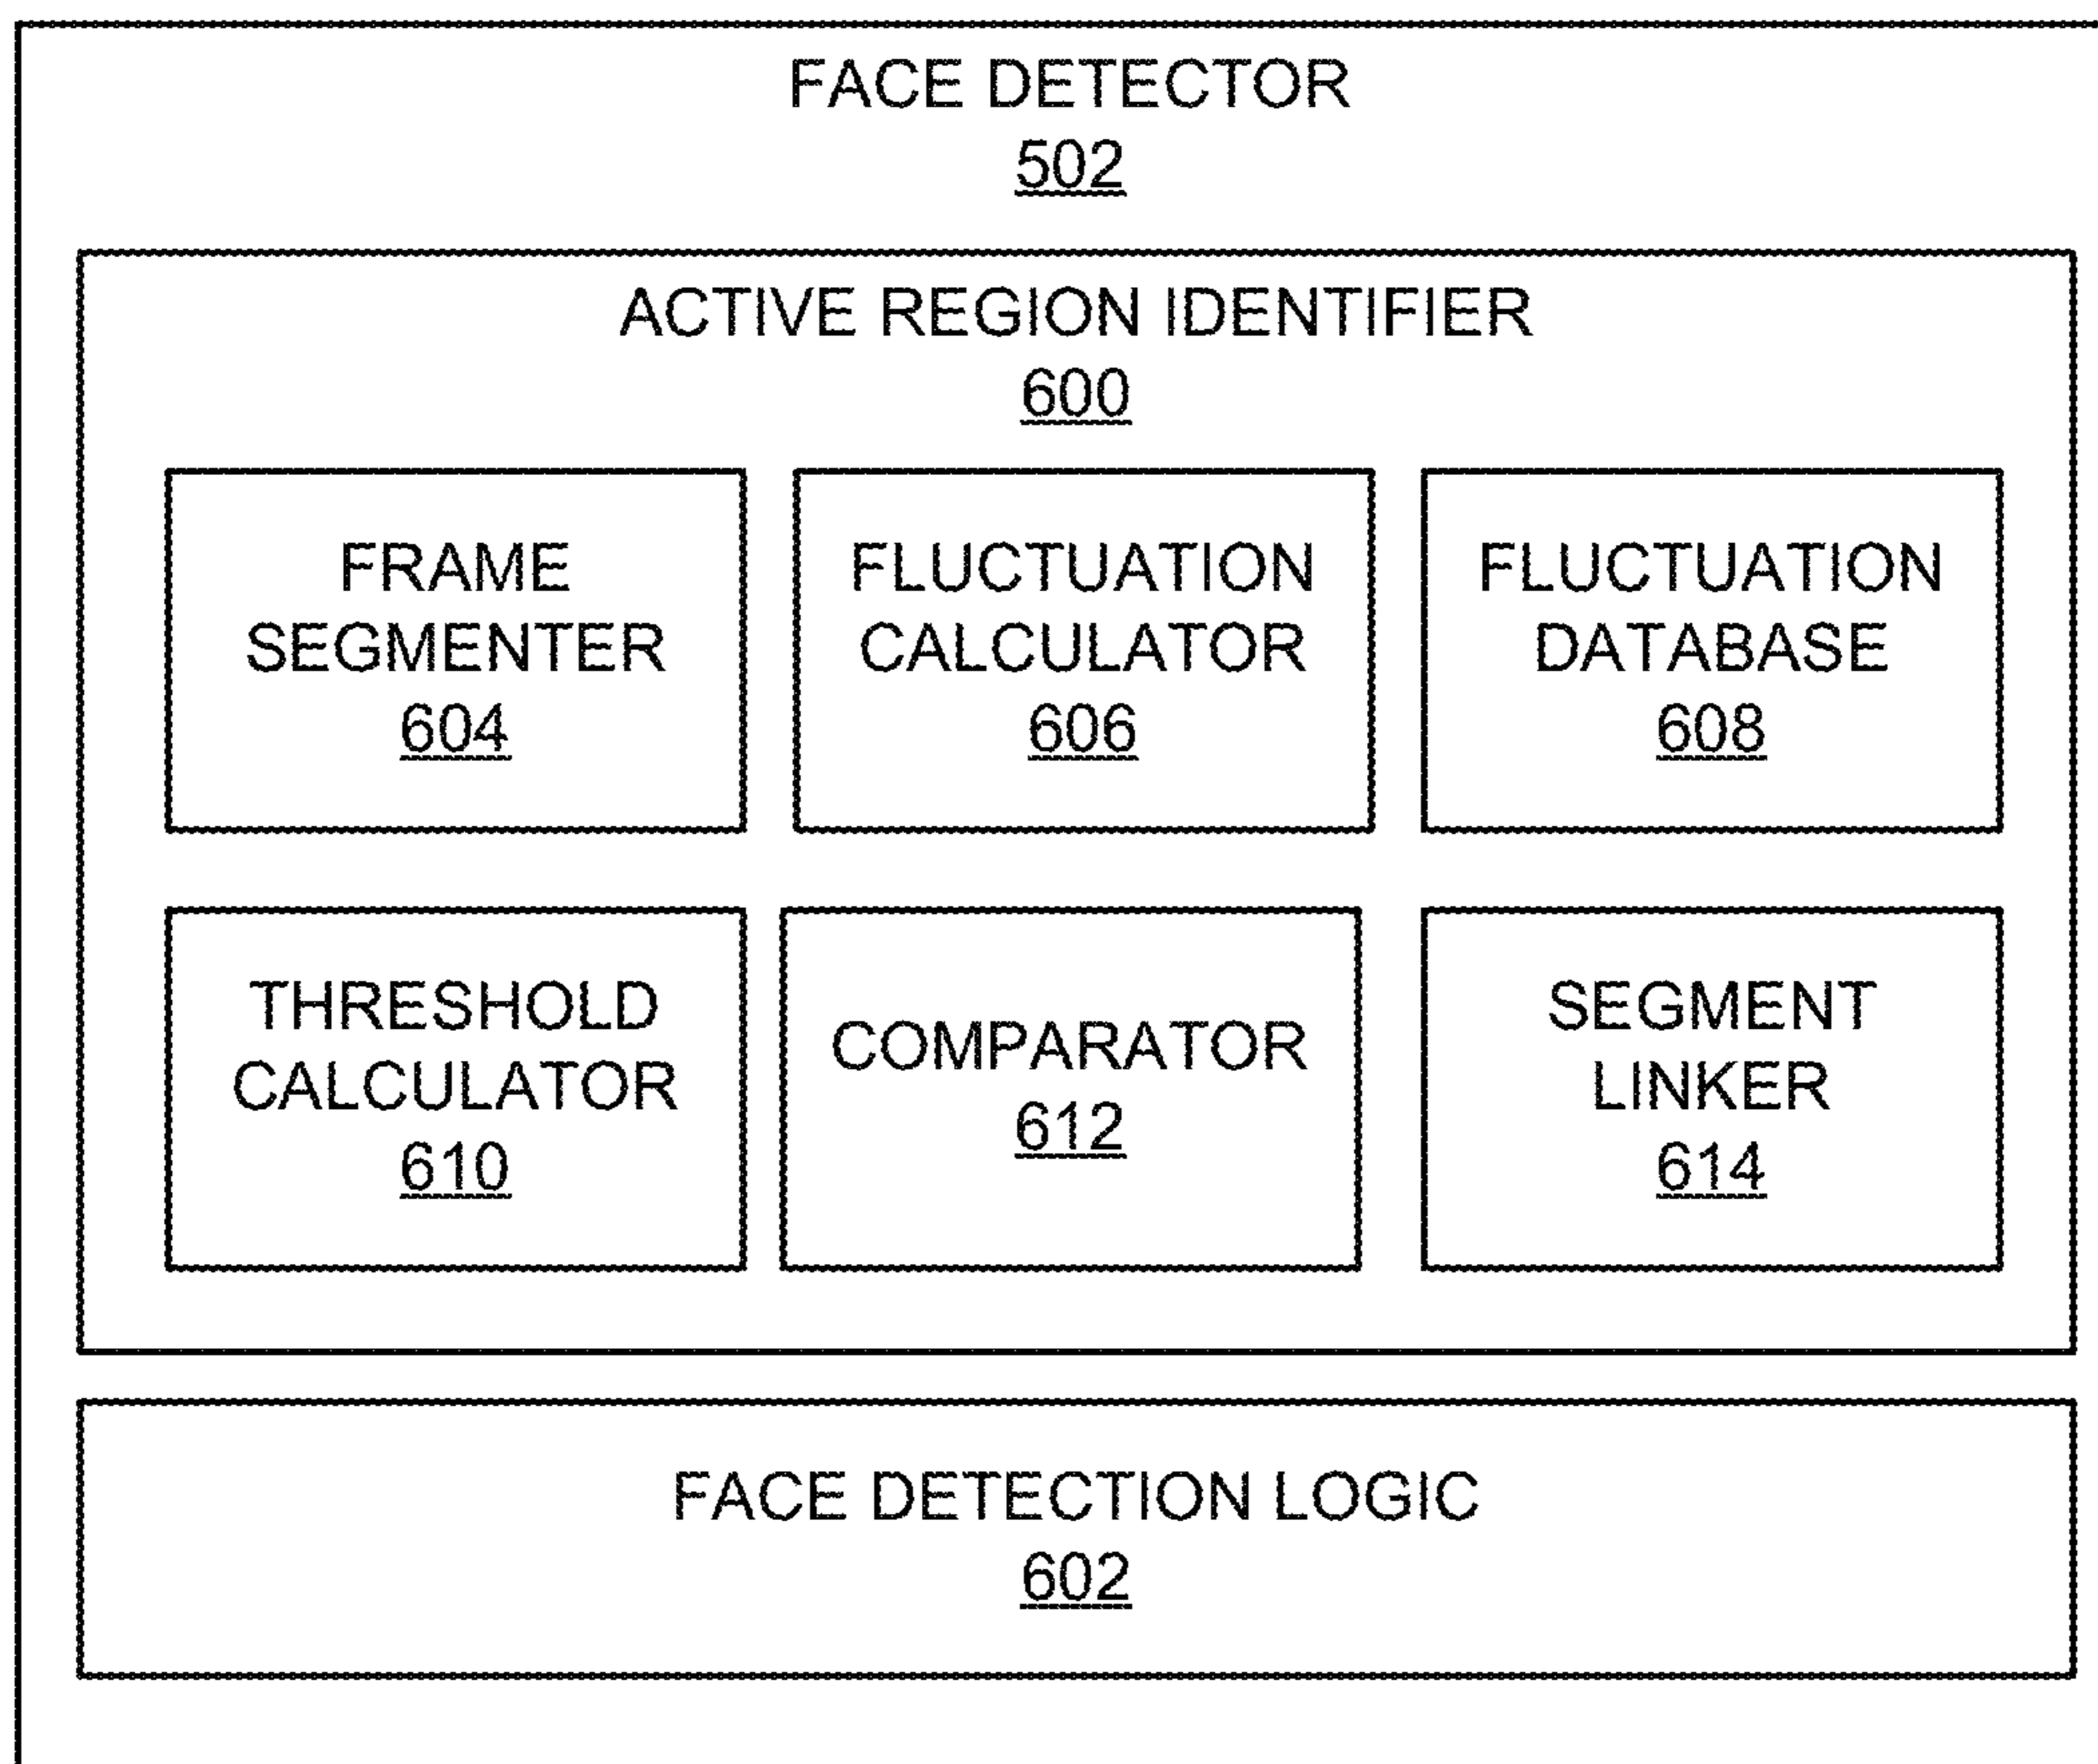 FACE DETECTOR
502
ACTIVE REGION IDENTIFIER
600
FRAME
SEGMENTER
604
FLUCTUATION
CALCULATOR
606
FLUCTUATION
DATABASE
608
THRESHOLD
CALCULATOR
610
COMPARATOR
612
SEGMENT
LINKER
614
FACE DETECTION LOGIC
602